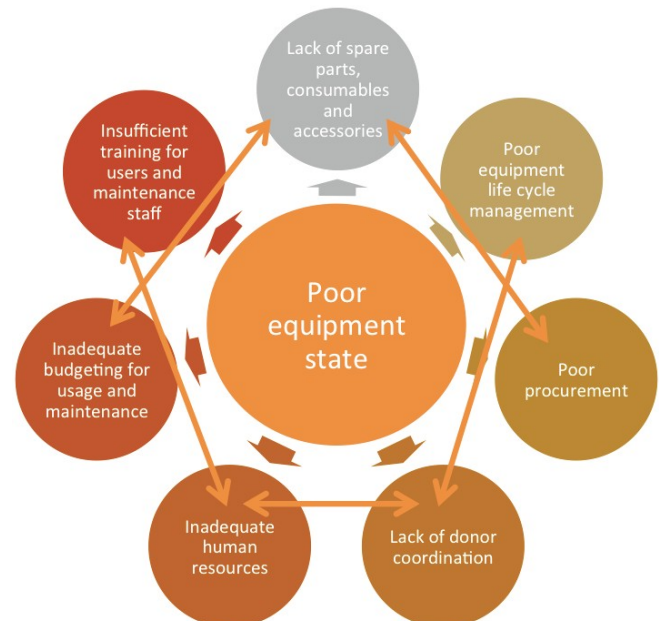 Lack of spare
parts,
consumables
and
accessories
Poor
equipment
life cycle
management
Poor
procurement
Lack of donor
coordination
Inadequate
human
resources
Inadequate
budgeting for
usage and
maintenance
Insufficient
training for
users and
maintenance
staff
Poor
equipment
state